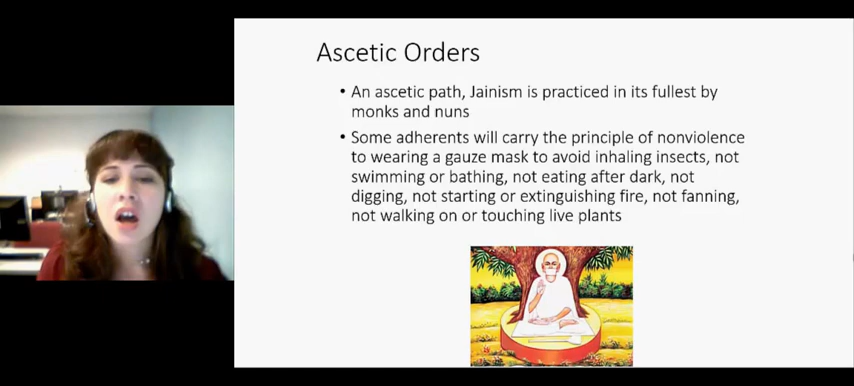 Ascetic Orders
• An ascetic path, Jainism is practiced in its fullest by
monks and nuns
• Some adherents will carry the principle of nonviolence
to wearing a gauze mask to avoid inhaling insects, not
swimming or bathing, not eating after dark, not
digging, not starting or extinguishing fire, not fanning,
not walking on or touching live plants